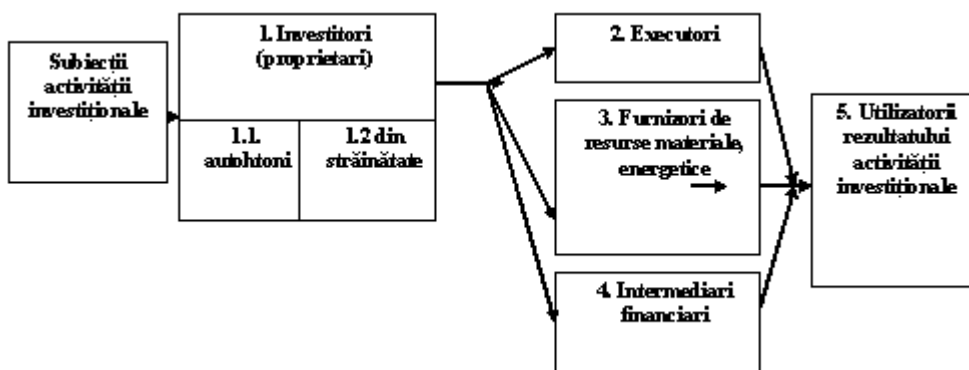 Subiecții
activității
investiționale
1. Investitori
(proprietari)
1.1.
autohtoni
1.2 din
străinătate
2. Executori
3. Furnizori de
resurse materiale,
energetice
4. Intermediari
financiari
5. Utilizatorii
rezultatului
activității
investiționale